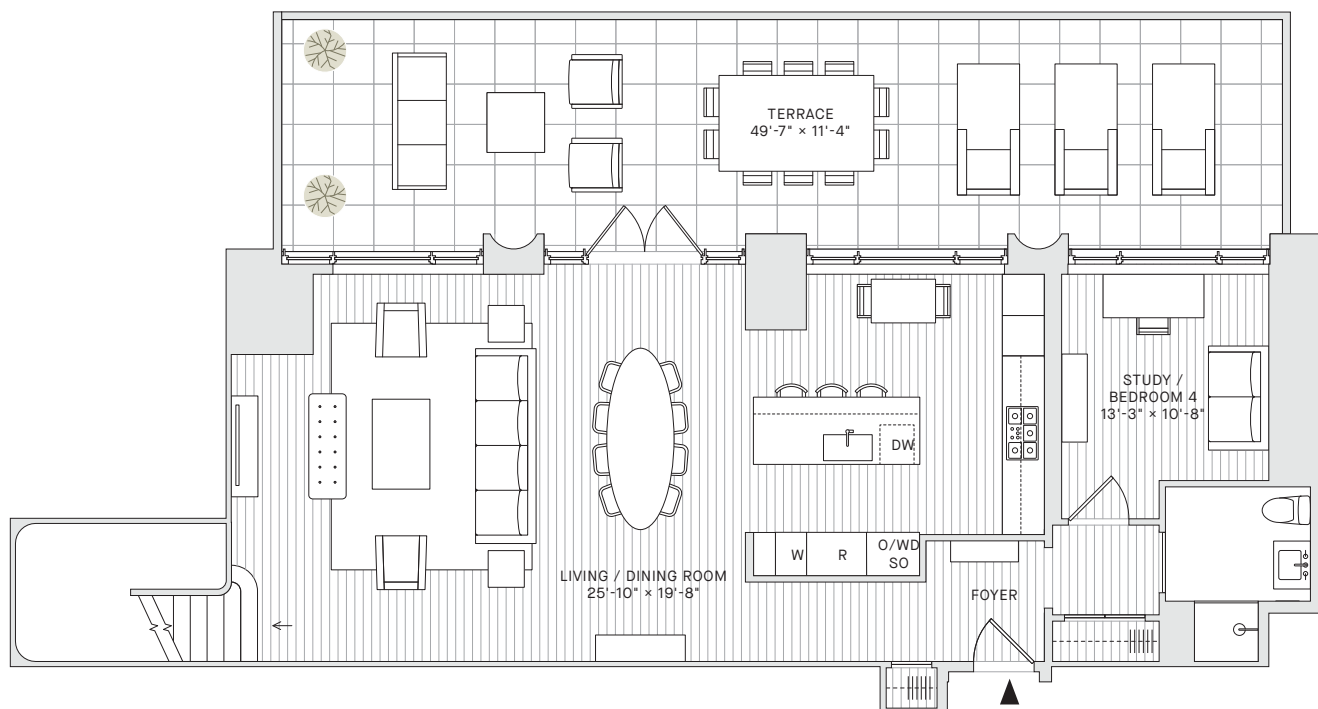 TERRACE
49'-7" × 11'-4"
STUDY /
BEDROOM 4
13'-3" × 10'-8"
DW
W
R
O/WD
SO
LIVING / DINING ROOM
25'-10" × 19'-8"
FOYER